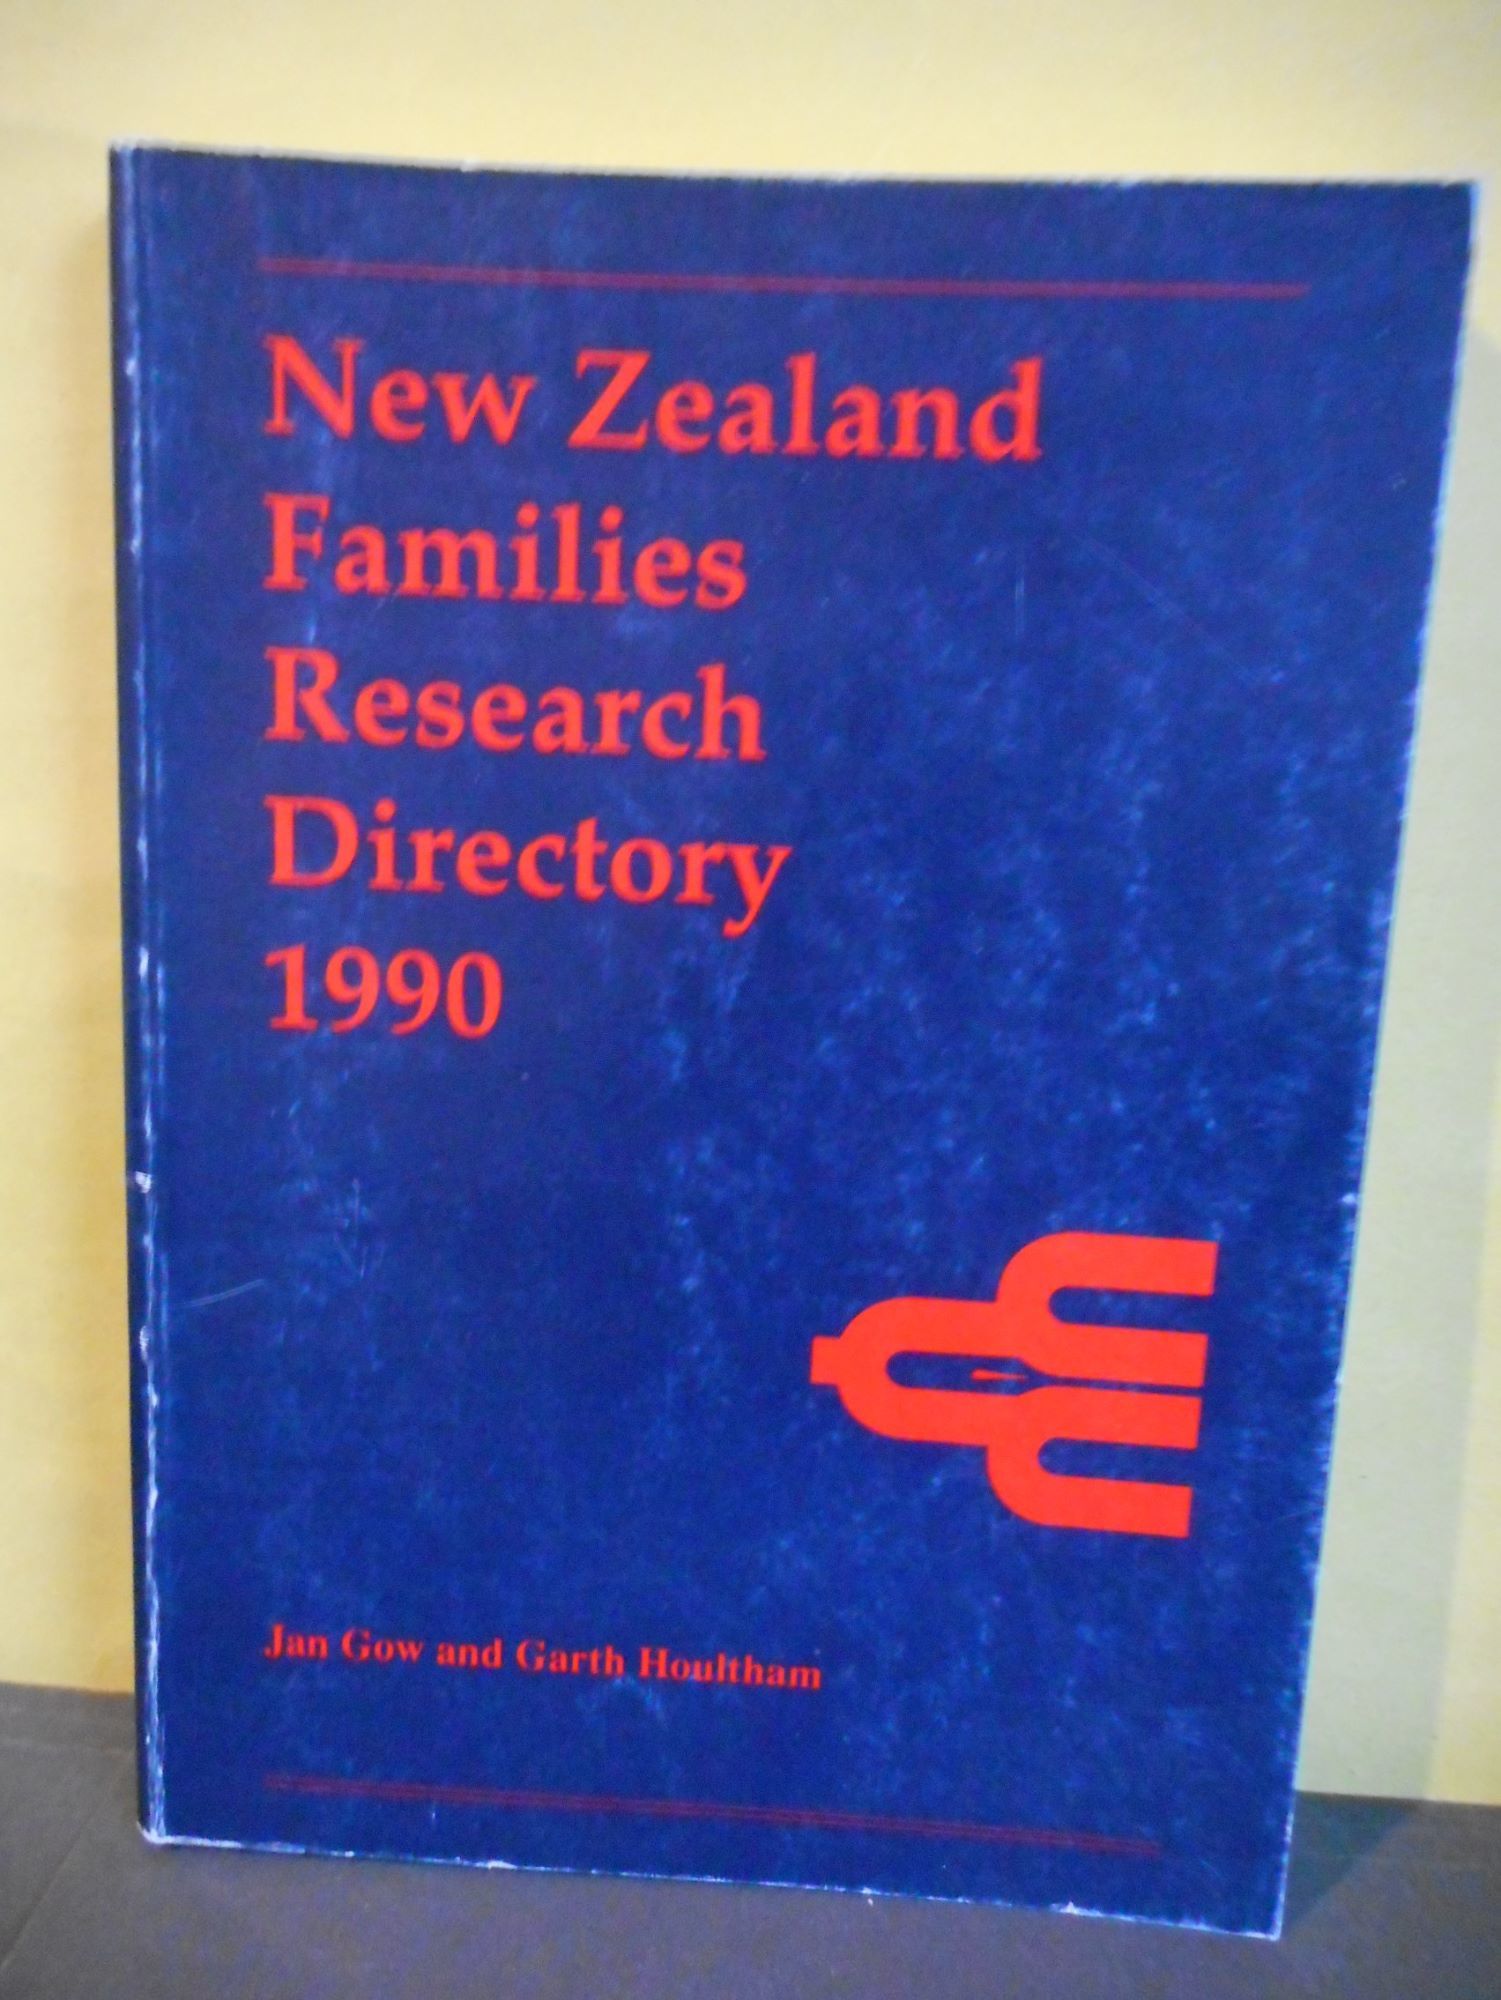 New Zealand
Families
Research
Directory
1990
Jan Gow and Garth Houltham